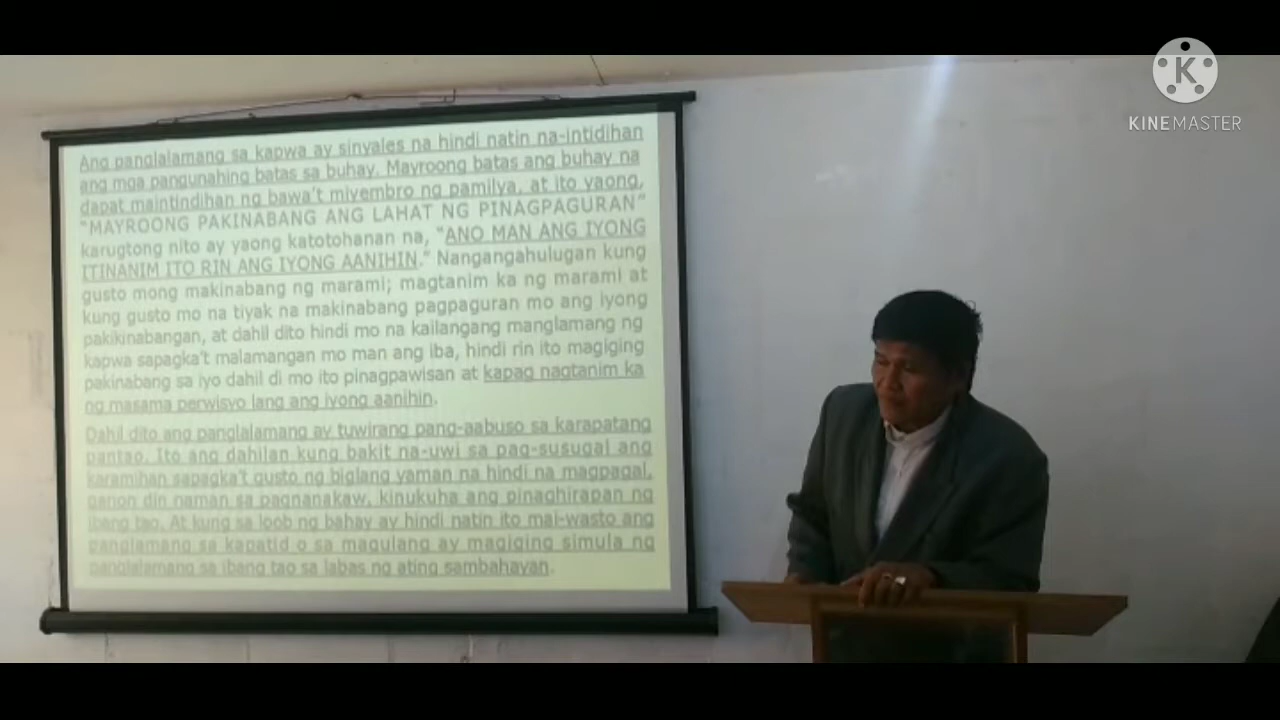 Ang panglalamang sa kapwa ay sinyales na hindi natin na-intidihan
ang mga pangunahing batas sa buhay. Mayroong batas ang buhay na
dapat maintindihan ng bawa't miyembro ng pamilya, at ito yaong,
"MAYROONG PAKINABANG ANG LAHAT NG PINAGPAGURAN"
karugtong nito ay yaong katotohanan na, "ANO MAN ANG IYONG
ITINANIM ITO RIN ANG IYONG AANIHIN." Nangangahulugan kung
gusto mong makinabang ng marami; magtanim ka ng marami at
kung gusto mo na tiyak na makinabang pagpaguran mo ang iyong
pakikinabangan, at dahil dito hindi mo na kailangang manglamang ng
kapwa sapagka't malamangan mo man ang iba, hindi rin ito magiging
pakinabang sa iyo dahil di mo ito pinagpawisan at kapag nagtanim ka
ng masama perwisyo lang ang iyong aanihin.
Dahil dito ang panglalamang ay tuwirang pang-aabuso sa karapatang
pantao. Ito ang dahilan kung bakit na-uwi sa pag-susugal ang
karamihan sapagka't gusto ng biglang yaman na hindi na magpagal,
ganon din naman sa pagnanakaw, kinukuha ang pinaghirapan ng
ibang tao. At kung sa loob ng bahay ay hindi natin ito mai-wasto ang
panglamang sa kapatid o sa magulang ay magiging simula ng
panglalamang sa ibang tao sa labas ng ating sambahayan.
K
KINEMASTER